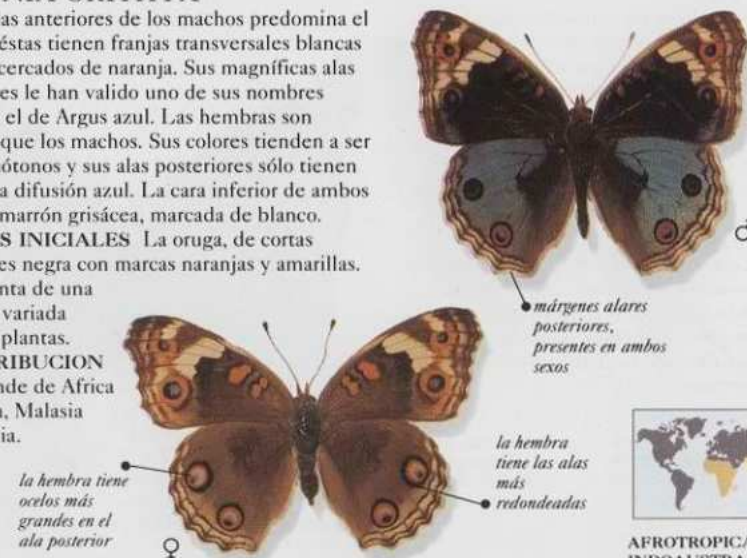 as anteriores de los machos predomina el
éstas tienen franjas transversales blancas
cercados de naranja. Sus magníficas alas
es le han valido uno de sus nombres
el de Argus azul. Las hembras son
que los machos. Sus colores tienden a ser
ótonos y sus alas posteriores sólo tienen
a difusión azul. La cara inferior de ambos
marrón grisácea, marcada de blanco.
S INICIALES La oruga, de cortas
es negra con marcas naranjas y amarillas.
nta de una
variada
plantas.
RIBUCION
nde de Africa
, Malasia
ia.
♂
márgenes alares
posteriores,
presentes en ambos
sexos
la hembra
tiene las alas
más
redondeadas
la hembra tiene
ocelos más
grandes en el
ala posterior
♀
AFROTROPICA